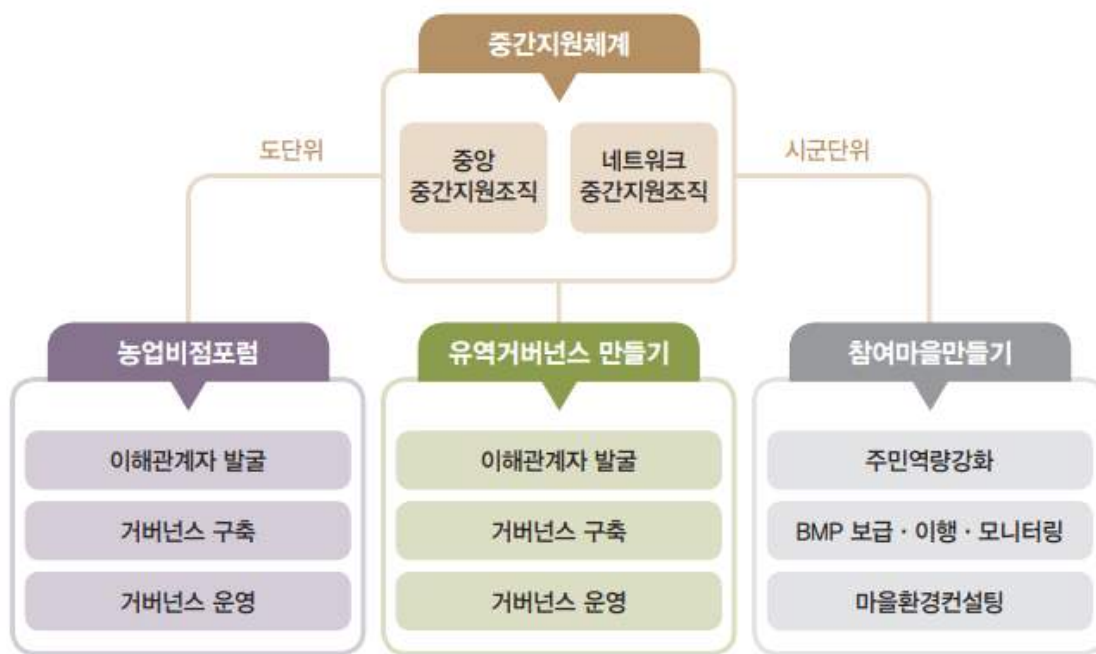 중간지원체계
도단위
중앙
중간지원조직
네트워크
중간지원조직
시군단위
농업비점포럼
이해관계자 발굴
거버넌스 구축
거버넌스 운영
유역거버넌스 만들기
이해관계자 발굴
거버넌스 구축
거버넌스 운영
참여마을만들기
주민역량강화
BMP 보급 · 이행 · 모니터링
마을환경컨설팅